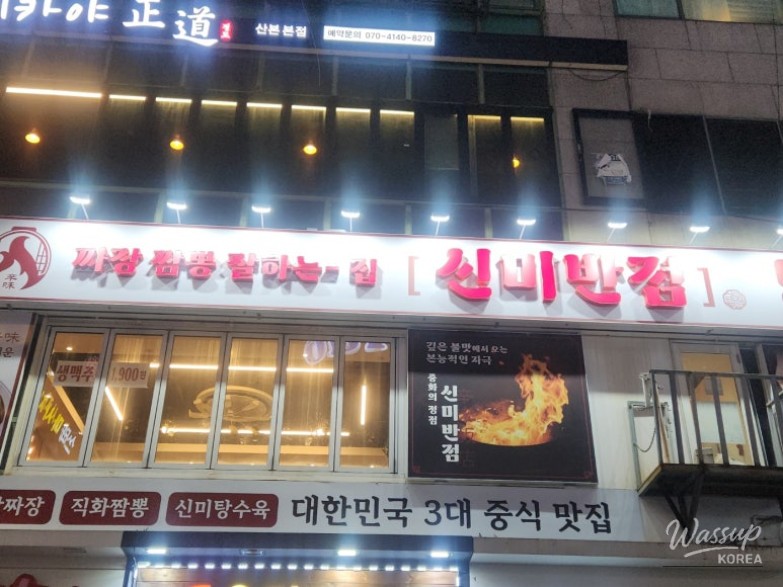 카야 正道 산본 본점 예약문의 070-4140-8270
짜장 짬뽕 잘하는 집 [신미반점]
생맥주 1,900원
깊은 불맛에서 오는
본능적인 자극
중화의 정점
신미반점
짜장 직화짬뽕 신미탕수육 대한민국 3대 중식 맛집
Wassup
KOREA